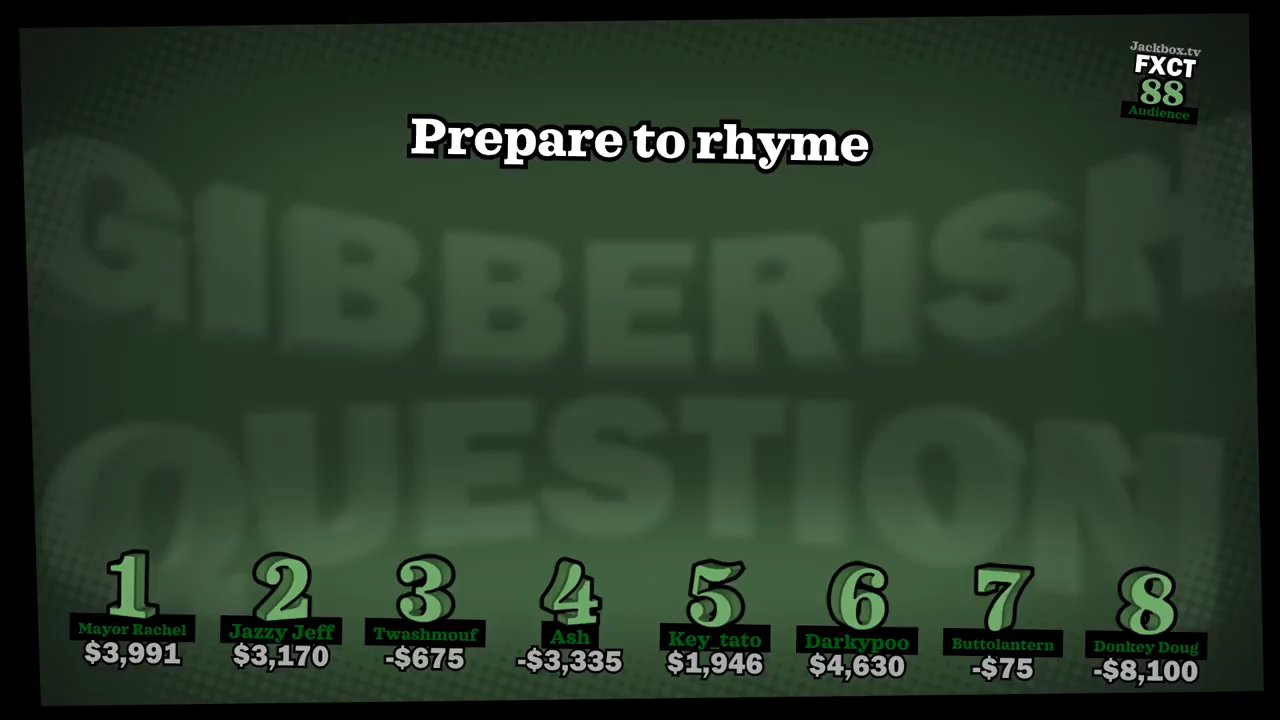 Jackbox.tv
FXCT
88
Audience
Prepare to rhyme
GIBBERISH
QUESTION
1 2 3 4 5 6 7 8
Mayor Rachel Jazzy Jeff Twashmouf Ash Key_tato Darkypoo Buttolantern Donkey Doug
$3,991 $3,170 -$675 -$3,335 $1,946 $4,630 -$75 -$8,100